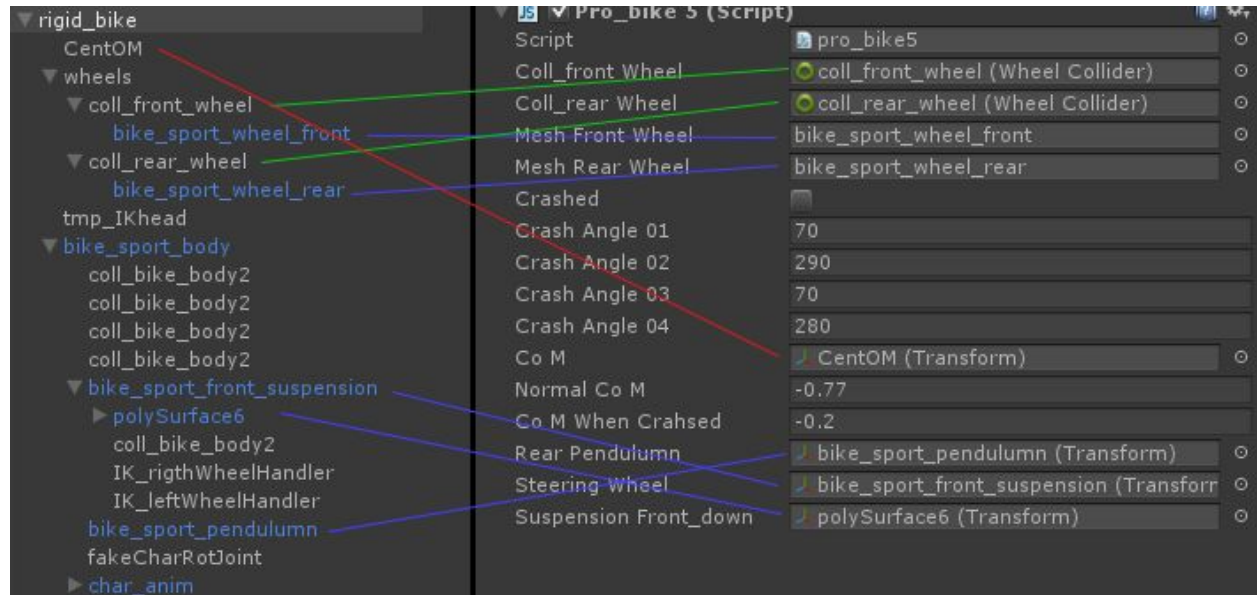 rigid_bike
CentOM
wheels
coll_front_wheel
bike_sport_wheel_front
coll_rear_wheel
bike_sport_wheel_rear
tmp_IKhead
bike_sport_body
coll_bike_body2
coll_bike_body2
coll_bike_body2
coll_bike_body2
bike_sport_front_suspension
polySurface6
coll_bike_body2
IK_rigthWheelHandler
IK_leftWheelHandler
bike_sport_pendulumn
fakeCharRotJoint
char_anim
JS Pro_bike 5 (Script)
Script pro_bike5
Coll_front Wheel coll_front_wheel (Wheel Collider)
Coll_rear Wheel coll_rear_wheel (Wheel Collider)
Mesh Front Wheel bike_sport_wheel_front
Mesh Rear Wheel bike_sport_wheel_rear
Crashed
Crash Angle 01 70
Crash Angle 02 290
Crash Angle 03 70
Crash Angle 04 280
Co M CentOM (Transform)
Normal Co M -0.77
Co M When Crahsed -0.2
Rear Pendulumn bike_sport_pendulumn (Transform)
Steering Wheel bike_sport_front_suspension (Transforr
Suspension Front_down polySurface6 (Transform)